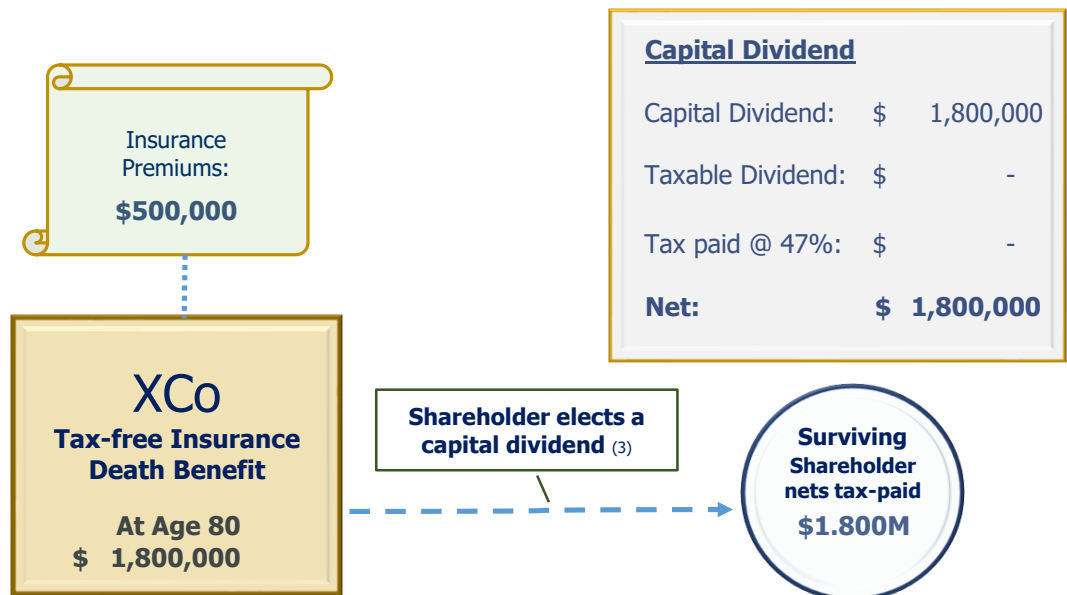 Insurance
Premiums:
$500,000
XCo
Tax-free Insurance
Death Benefit
At Age 80
$ 1,800,000
Shareholder elects a
capital dividend (3)
Capital Dividend
Capital Dividend: $ 1,800,000
Taxable Dividend: $ -
Tax paid @ 47%: $ -
Net: $ 1,800,000
Surviving
Shareholder
nets tax-paid
$1.800M